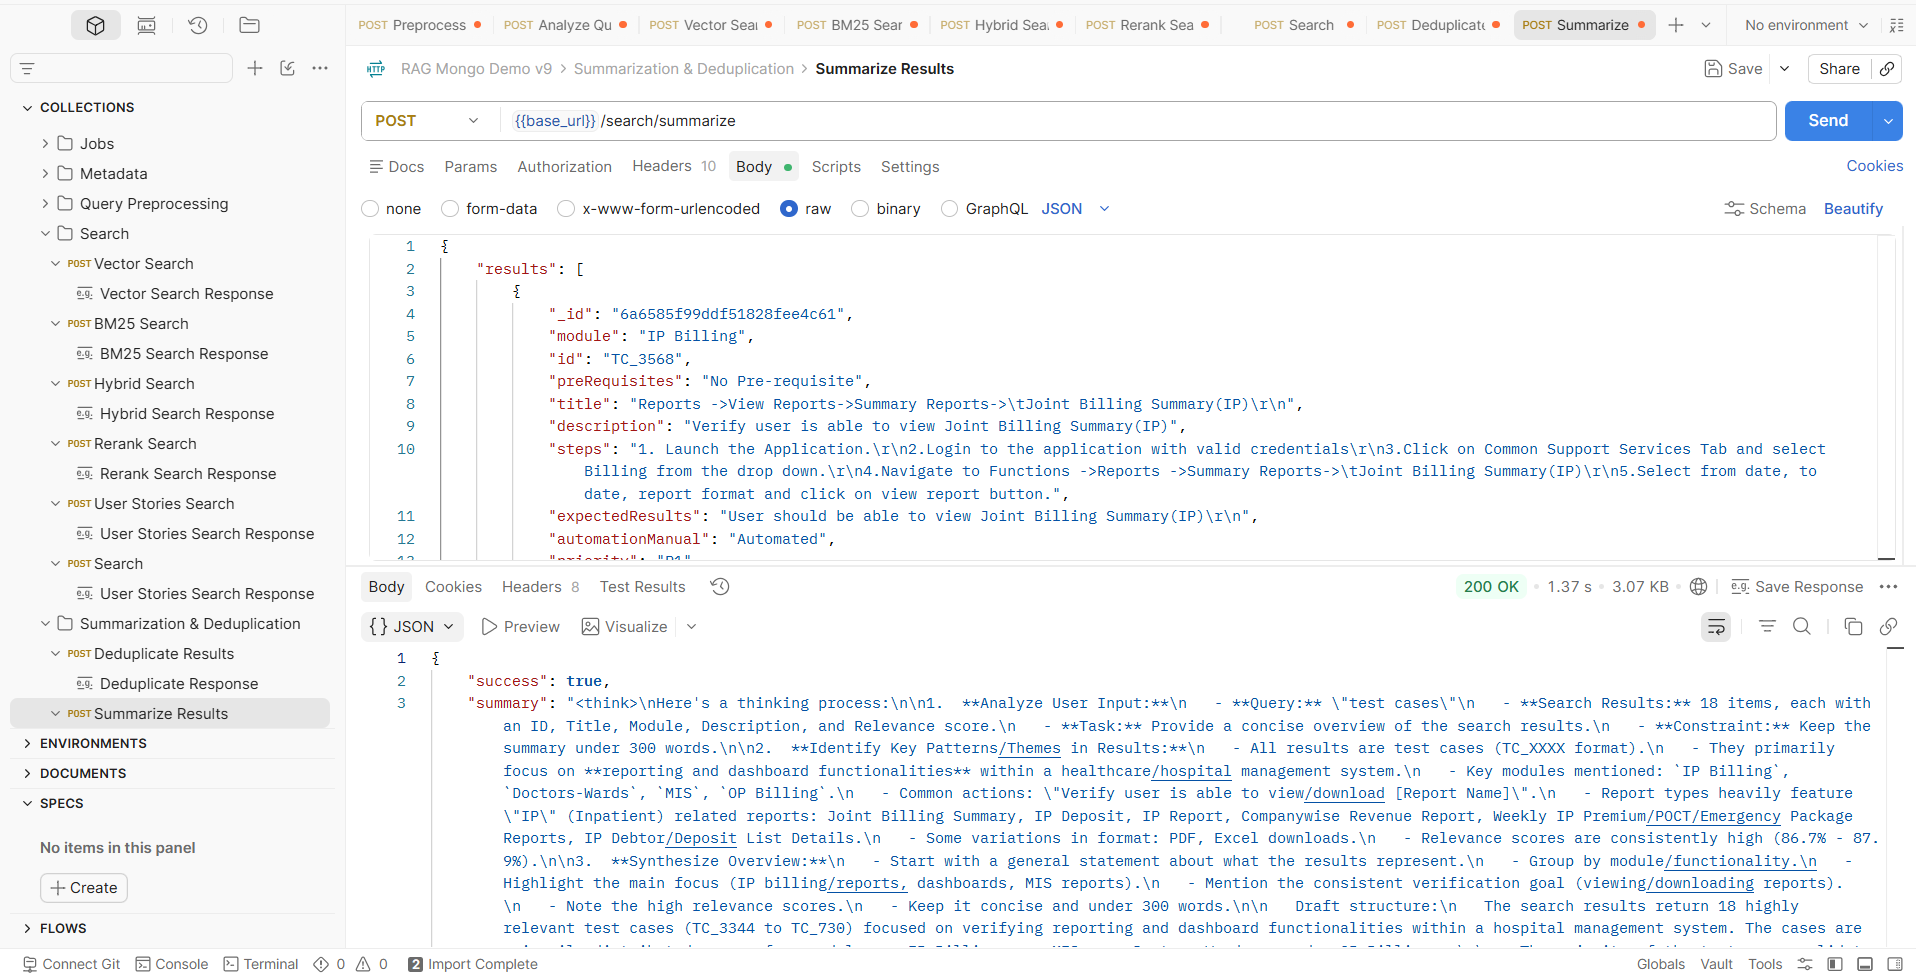 POST Preprocess
POST Analyze Qu
POST Vector Sea
POST BM25 Sear
POST Hybrid Sea
POST Rerank Sea
POST Search
POST Deduplicate
POST Summarize
No environment
RAG Mongo Demo v9 > Summarization & Deduplication > Summarize Results
Save
Share
COLLECTIONS
Jobs
Metadata
Query Preprocessing
Search
POST Vector Search
e.g. Vector Search Response
POST BM25 Search
e.g. BM25 Search Response
POST Hybrid Search
e.g. Hybrid Search Response
POST Rerank Search
e.g. Rerank Search Response
POST User Stories Search
e.g. User Stories Search Response
POST Search
e.g. User Stories Search Response
Summarization & Deduplication
POST Deduplicate Results
e.g. Deduplicate Response
POST Summarize Results
ENVIRONMENTS
DOCUMENTS
SPECS
No items in this panel
+ Create
FLOWS
POST {{base_url}} /search/summarize
Send
Docs Params Authorization Headers 10 Body Scripts Settings
Cookies
none form-data x-www-form-urlencoded raw binary GraphQL JSON
Schema Beautify
1 {
2 "results": [
3 {
4 "_id": "6a6585f99ddf51828fee4c61",
5 "module": "IP Billing",
6 "id": "TC_3568",
7 "preRequisites": "No Pre-requisite",
8 "title": "Reports ->View Reports->Summary Reports->\tJoint Billing Summary(IP)\r\n",
9 "description": "Verify user is able to view Joint Billing Summary(IP)",
10 "steps": "1. Launch the Application.\r\n2.Login to the application with valid credentials\r\n3.Click on Common Support Services Tab and select
Billing from the drop down.\r\n4.Navigate to Functions ->Reports ->Summary Reports->\tJoint Billing Summary(IP)\r\n5.Select from date, to
date, report format and click on view report button.",
11 "expectedResults": "User should be able to view Joint Billing Summary(IP)\r\n",
12 "automationManual": "Automated",
13 "priority": "P1"
Body Cookies Headers 8 Test Results
200 OK • 1.37 s • 3.07 KB
e.g. Save Response
{} JSON Preview Visualize
1 {
2 "success": true,
3 "summary": "<think>\nHere's a thinking process:\n\n1.  **Analyze User Input:**\n   - **Query:** \"test cases\"\n   - **Search Results:** 18 items, each with
an ID, Title, Module, Description, and Relevance score.\n   - **Task:** Provide a concise overview of the search results.\n   - **Constraint:** Keep the
summary under 300 words.\n\n2.  **Identify Key Patterns/Themes in Results:**\n   - All results are test cases (TC_XXXX format).\n   - They primarily
focus on **reporting and dashboard functionalities** within a healthcare/hospital management system.\n   - Key modules mentioned: `IP Billing`,
`Doctors-Wards`, `MIS`, `OP Billing`.\n   - Common actions: \"Verify user is able to view/download [Report Name]\".\n   - Report types heavily feature
\"IP\" (Inpatient) related reports: Joint Billing Summary, IP Deposit, IP Report, Companywise Revenue Report, Weekly IP Premium/POCT/Emergency Package
Reports, IP Debtor/Deposit List Details.\n   - Some variations in format: PDF, Excel downloads.\n   - Relevance scores are consistently high (86.7% - 87.
9%).\n\n3.  **Synthesize Overview:**\n   - Start with a general statement about what the results represent.\n   - Group by module/functionality.\n   -
Highlight the main focus (IP billing/reports, dashboards, MIS reports).\n   - Mention the consistent verification goal (viewing/downloading reports).
\n   - Note the high relevance scores.\n   - Keep it concise and under 300 words.\n\n   Draft structure:\n   The search results return 18 highly
relevant test cases (TC_3344 to TC_730) focused on verifying reporting and dashboard functionalities within a hospital management system. The cases are
Connect Git Console Terminal 0 0 2 Import Complete
Globals Vault Tools